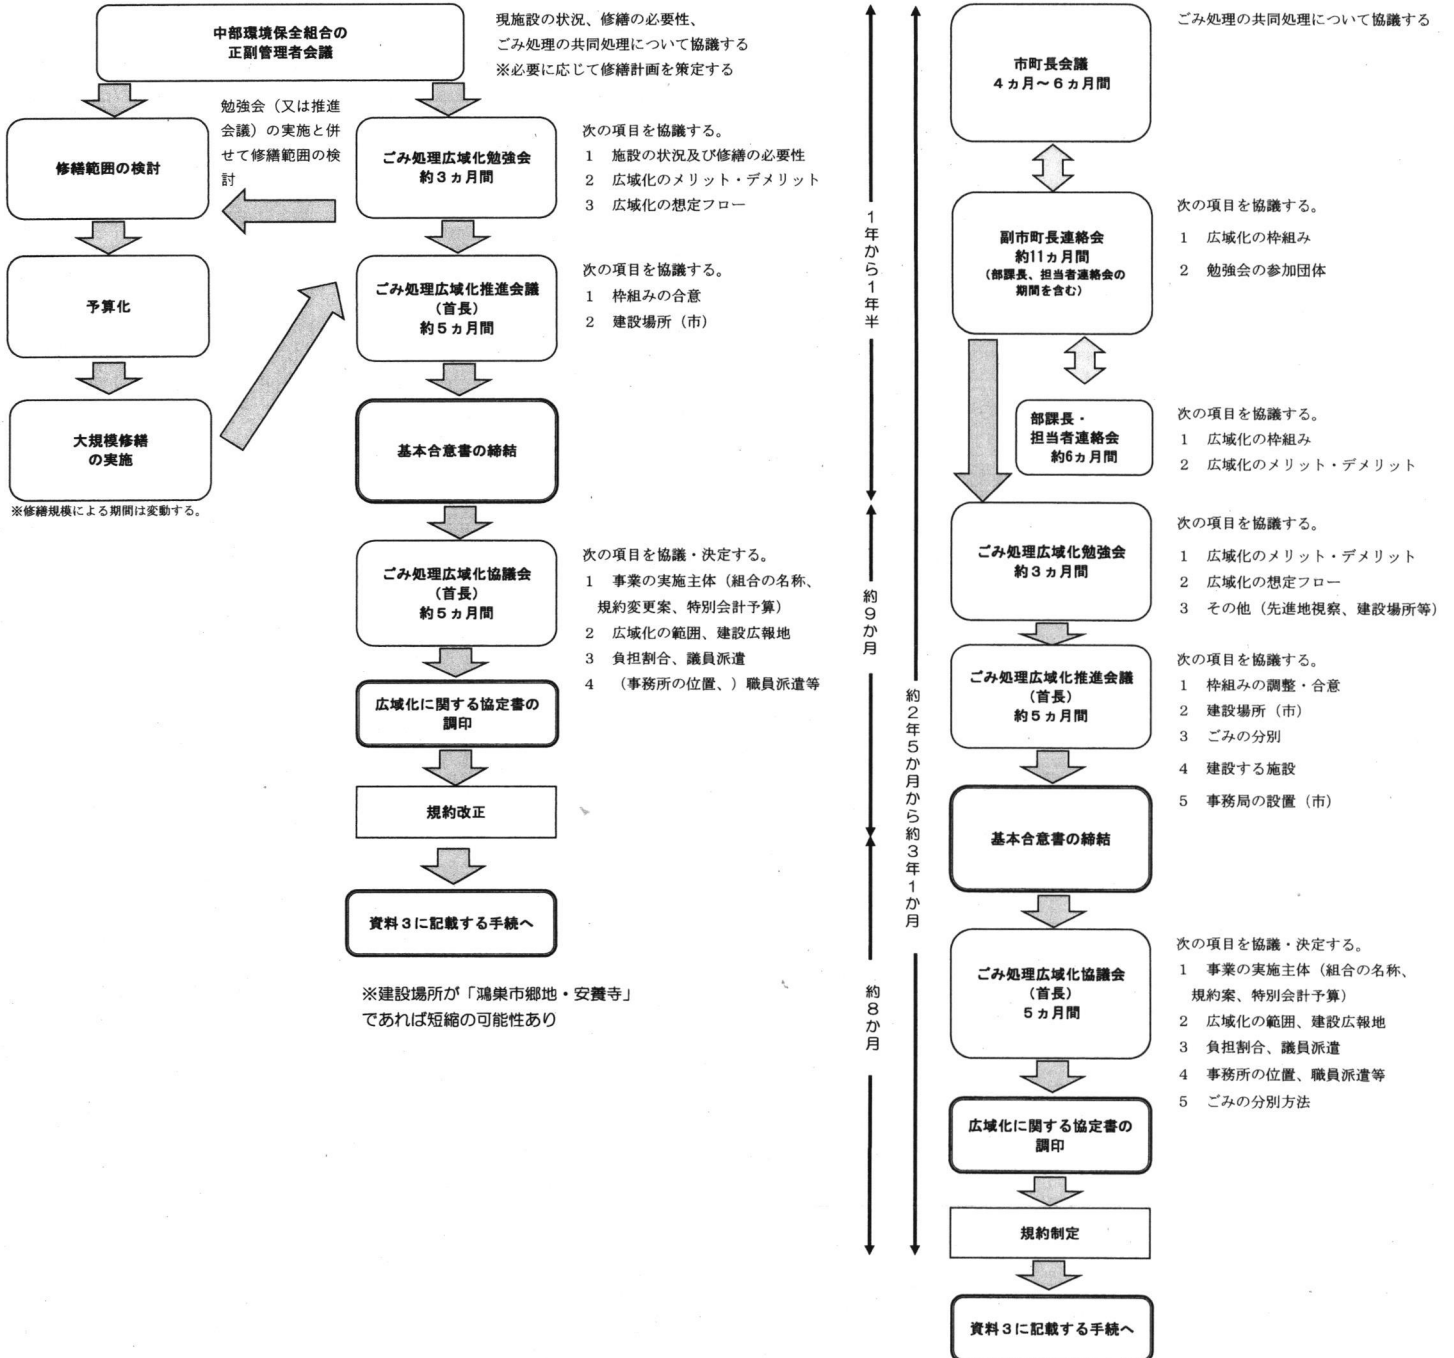 中部環境保全組合の
正副管理者会議
現施設の状況、修繕の必要性、
ごみ処理の共同処理について協議する
※必要に応じて修繕計画を策定する
修繕範囲の検討
勉強会（又は推進
会議）の実施と併
せて修繕範囲の検
討
ごみ処理広域化勉強会
約３ヵ月間
次の項目を協議する。
1 施設の状況及び修繕の必要性
2 広域化のメリット・デメリット
3 広域化の想定フロー
予算化
ごみ処理広域化推進会議
（首長）
約５ヵ月間
次の項目を協議する。
1 枠組みの合意
2 建設場所（市）
大規模修繕
の実施
※修繕規模による期間は変動する。
基本合意書の締結
ごみ処理広域化協議会
（首長）
約５ヵ月間
次の項目を協議・決定する。
1 事業の実施主体（組合の名称、
規約変更案、特別会計予算）
2 広域化の範囲、建設広報地
3 負担割合、議員派遣
4 （事務所の位置、）職員派遣等
広域化に関する協定書の
調印
規約改正
資料３に記載する手続へ
※建設場所が「鴻巣市郷地・安養寺」
であれば短縮の可能性あり
1年から1年半
約9か月
約8か月
約2年5か月から約3年1か月
市町長会議
４ヵ月～６ヵ月間
ごみ処理の共同処理について協議する
副市町長連絡会
約11ヵ月間
（部課長、担当者連絡会の
期間を含む）
次の項目を協議する。
1 広域化の枠組み
2 勉強会の参加団体
部課長・
担当者連絡会
約6ヵ月間
次の項目を協議する。
1 広域化の枠組み
2 広域化のメリット・デメリット
ごみ処理広域化勉強会
約３ヵ月間
次の項目を協議する。
1 広域化のメリット・デメリット
2 広域化の想定フロー
3 その他（先進地視察、建設場所等）
ごみ処理広域化推進会議
（首長）
約５ヵ月間
次の項目を協議する。
1 枠組みの調整・合意
2 建設場所（市）
3 ごみの分別
4 建設する施設
5 事務局の設置（市）
基本合意書の締結
ごみ処理広域化協議会
（首長）
５ヵ月間
次の項目を協議・決定する。
1 事業の実施主体（組合の名称、
規約案、特別会計予算）
2 広域化の範囲、建設広報地
3 負担割合、議員派遣
4 事務所の位置、職員派遣等
5 ごみの分別方法
広域化に関する協定書の
調印
規約制定
資料３に記載する手続へ